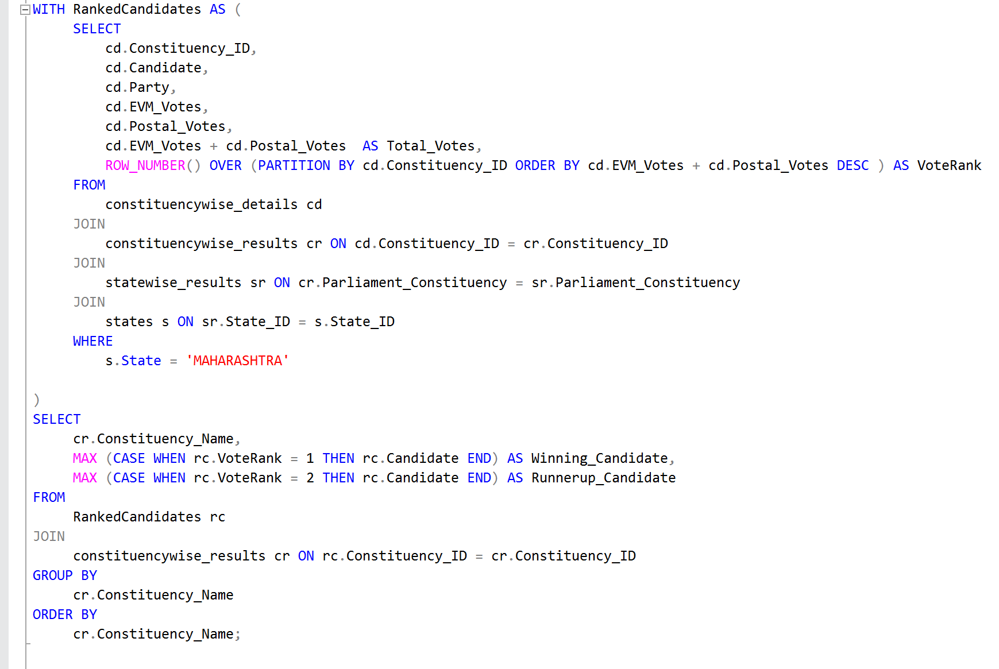 WITH RankedCandidates AS (
SELECT
cd.Constituency_ID,
cd.Candidate,
cd.Party,
cd.EVM_Votes,
cd.Postal_Votes,
cd.EVM_Votes + cd.Postal_Votes  AS Total_Votes,
ROW_NUMBER() OVER (PARTITION BY cd.Constituency_ID ORDER BY cd.EVM_Votes + cd.Postal_Votes DESC ) AS VoteRank
FROM
constituencywise_details cd
JOIN
constituencywise_results cr ON cd.Constituency_ID = cr.Constituency_ID
JOIN
statewise_results sr ON cr.Parliament_Constituency = sr.Parliament_Constituency
JOIN
states s ON sr.State_ID = s.State_ID
WHERE
s.State = 'MAHARASHTRA'
)
SELECT
cr.Constituency_Name,
MAX (CASE WHEN rc.VoteRank = 1 THEN rc.Candidate END) AS Winning_Candidate,
MAX (CASE WHEN rc.VoteRank = 2 THEN rc.Candidate END) AS Runnerup_Candidate
FROM
RankedCandidates rc
JOIN
constituencywise_results cr ON rc.Constituency_ID = cr.Constituency_ID
GROUP BY
cr.Constituency_Name
ORDER BY
cr.Constituency_Name;